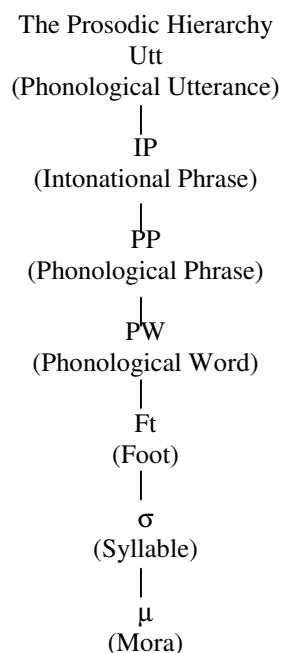 The Prosodic Hierarchy
Utt
(Phonological Utterance)
IP
(Intonational Phrase)
PP
(Phonological Phrase)
PW
(Phonological Word)
Ft
(Foot)
σ
(Syllable)
μ
(Mora)